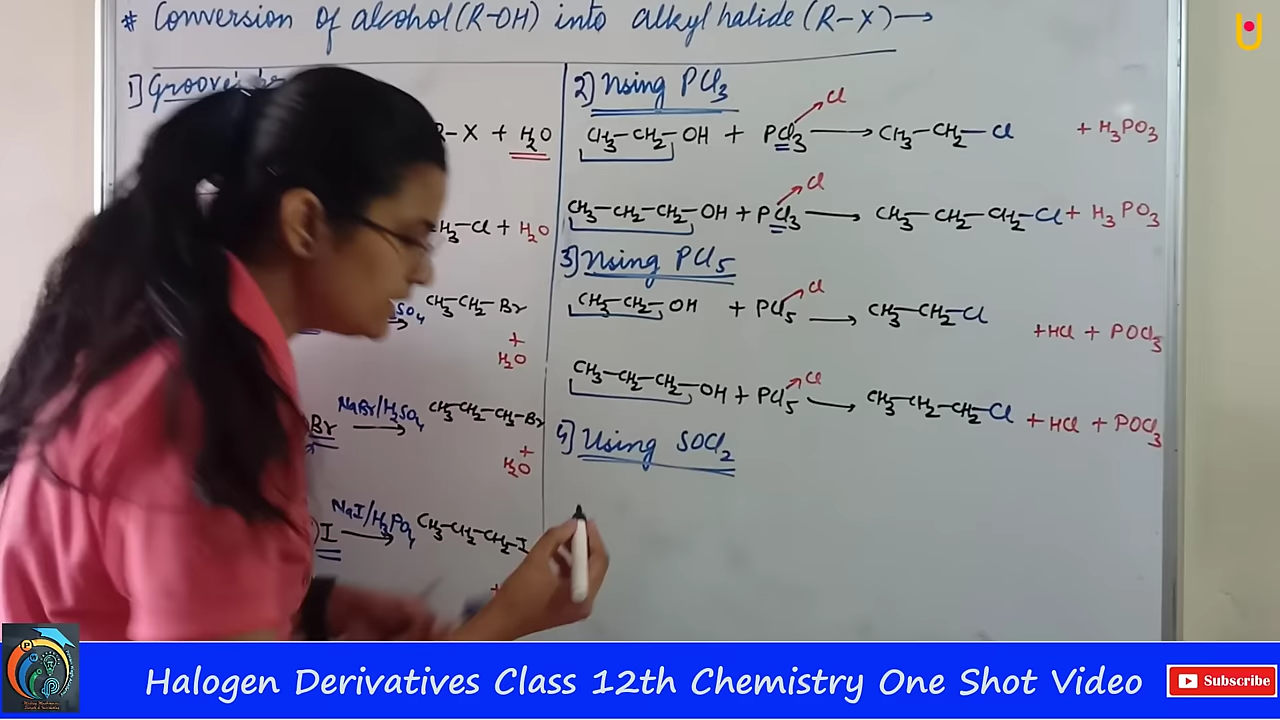 # Conversion of alcohol (R-OH) into alkyl halide (R-X) →
1]
R-X + H2O
H3-Cl + H2O
SO4 CH3-CH2-Br
+
H2O
Br NaBr/H2SO4 → CH3-CH2-CH2-Br
+
H2O
)I NaI/H3PO4 → CH3-CH2-CH2-I
+
2] Using PCl3
Cl
CH3-CH2-OH + PCl3 → CH3-CH2-Cl + H3PO3
Cl
CH3-CH2-CH2-OH + PCl3 → CH3-CH2-CH2-Cl + H3PO3
3] Using PCl5
Cl
CH3-CH2-OH + PCl5 → CH3-CH2-Cl +HCl + POCl3
Cl
CH3-CH2-CH2-OH + PCl5 → CH3-CH2-CH2-Cl + HCl + POCl3
4] Using SOCl2
Halogen Derivatives Class 12th Chemistry One Shot Video
Subscribe